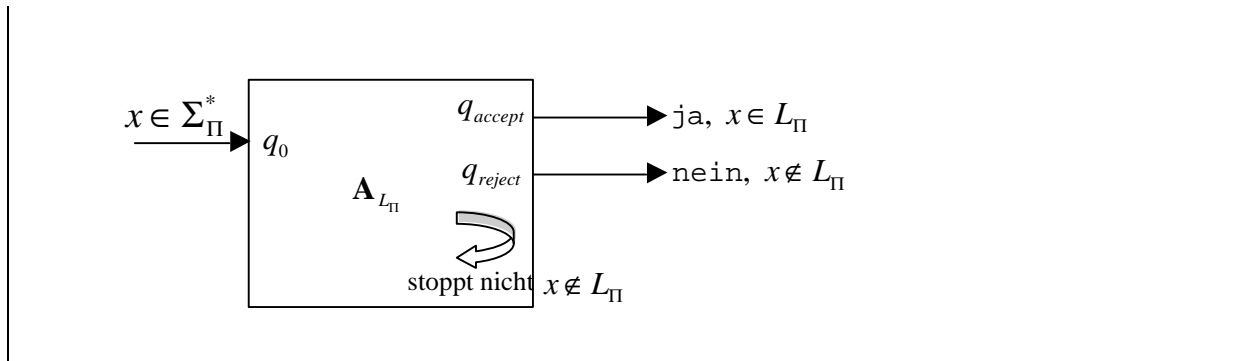 x ∈ Σ*_Π
q_0
A_{L_Π}
q_accept
ja, x ∈ L_Π
q_reject
nein, x ∉ L_Π
stoppt nicht x ∉ L_Π